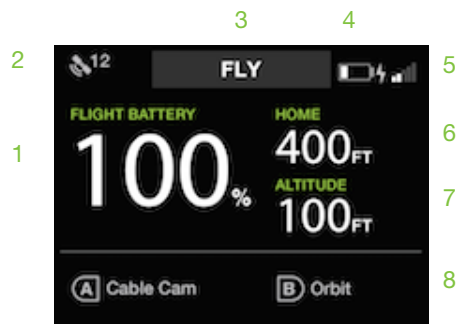 3 4
2 12 FLY 5
FLIGHT BATTERY HOME
1 100% 400FT 6
ALTITUDE
100FT 7
A Cable Cam B Orbit 8